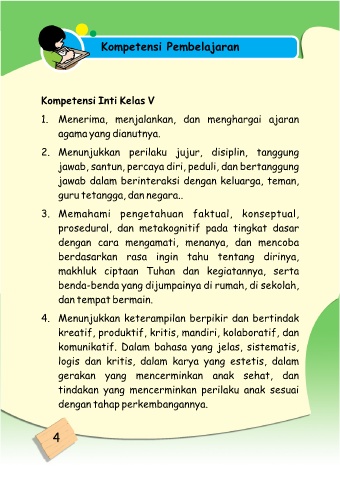 Kompetensi Pembelajaran
Kompetensi Inti Kelas V
1. Menerima, menjalankan, dan menghargai ajaran
agama yang dianutnya.
2. Menunjukkan perilaku jujur, disiplin, tanggung
jawab, santun, percaya diri, peduli, dan bertanggung
jawab dalam berinteraksi dengan keluarga, teman,
guru tetangga, dan negara..
3. Memahami pengetahuan faktual, konseptual,
prosedural, dan metakognitif pada tingkat dasar
dengan cara mengamati, menanya, dan mencoba
berdasarkan rasa ingin tahu tentang dirinya,
makhluk ciptaan Tuhan dan kegiatannya, serta
benda-benda yang dijumpainya di rumah, di sekolah,
dan tempat bermain.
4. Menunjukkan keterampilan berpikir dan bertindak
kreatif, produktif, kritis, mandiri, kolaboratif, dan
komunikatif. Dalam bahasa yang jelas, sistematis,
logis dan kritis, dalam karya yang estetis, dalam
gerakan yang mencerminkan anak sehat, dan
tindakan yang mencerminkan perilaku anak sesuai
dengan tahap perkembangannya.
4